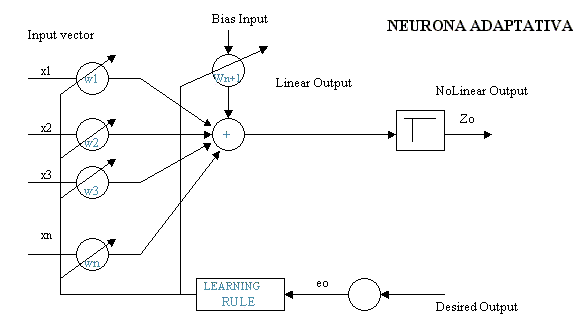 Bias Input
NEURONA ADAPTATIVA
Input vector
x1
w1
Wn+1
Linear Output
NoLinear Output
Zo
x2
w2
+
x3
w3
xn
wn
LEARNING
RULE
eo
Desired Output